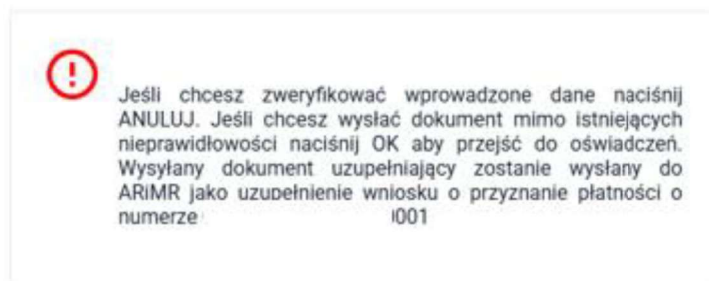 Jeśli chcesz zweryfikować wprowadzone dane naciśnij
ANULUJ. Jeśli chcesz wysłać dokument mimo istniejących
nieprawidłowości naciśnij OK aby przejść do oświadczeń.
Wysyłany dokument uzupełniający zostanie wysłany do
ARiMR jako uzupełnienie wniosku o przyznanie płatności o
numerze 0001